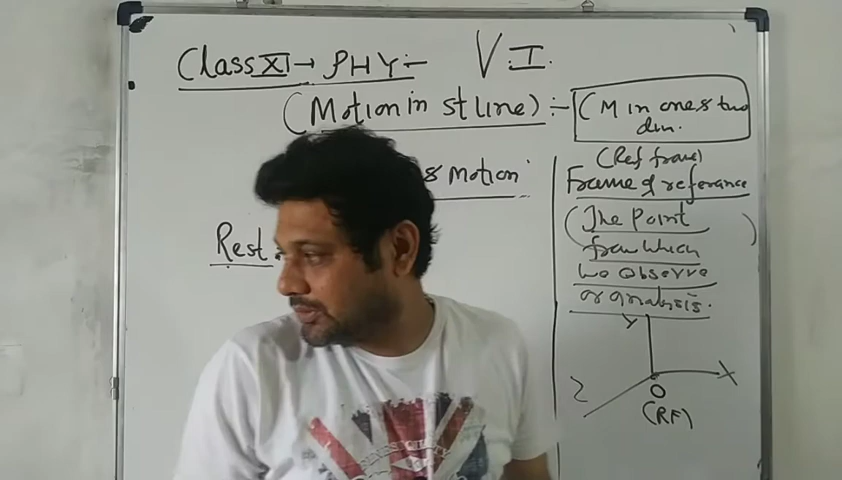 Class XI → PHY :- V.I.
(Motion in st line) :- (M in one & two
dim.
& Motion
Rest
(Ref frame)
Frame of referance
(The point)
from which
we observe
or analysis.
Y
X
Z
O
(RF)